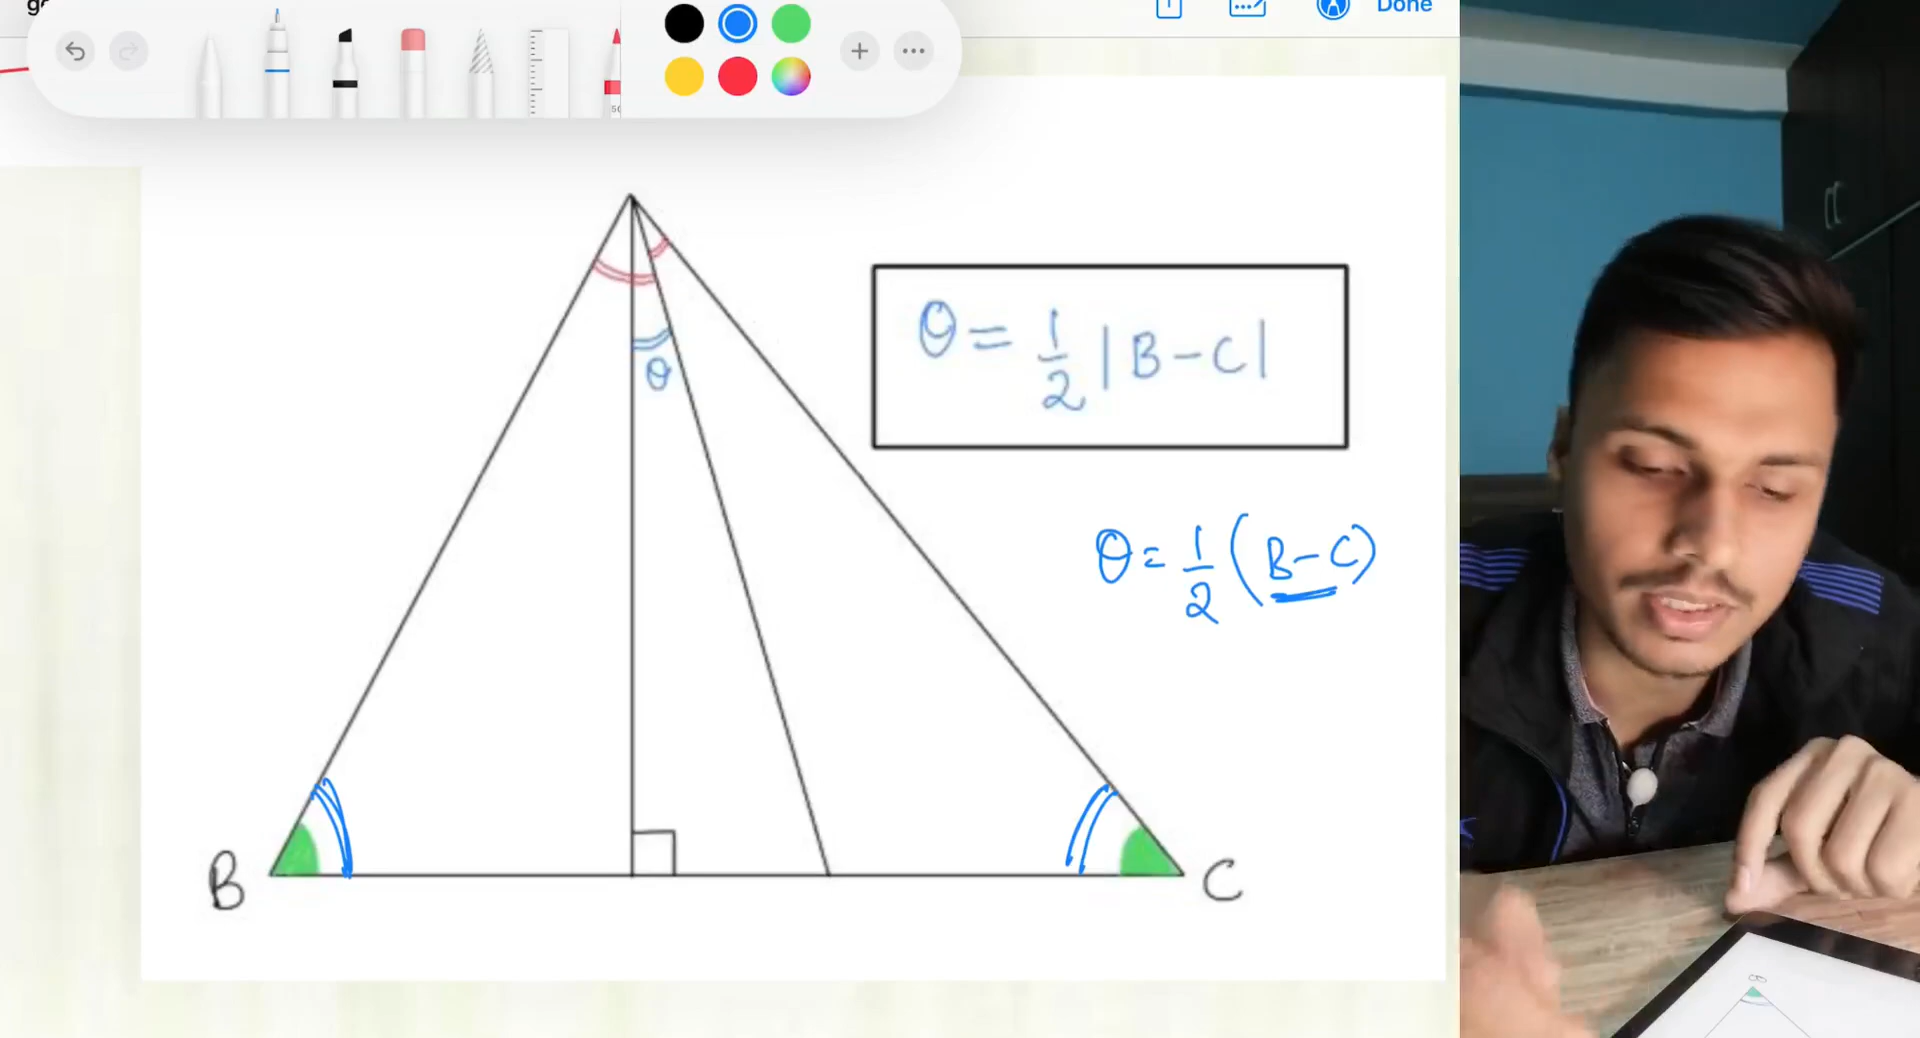 Done
θ = 1/2 |B-C|
θ
θ = 1/2 (B-C)
B
C